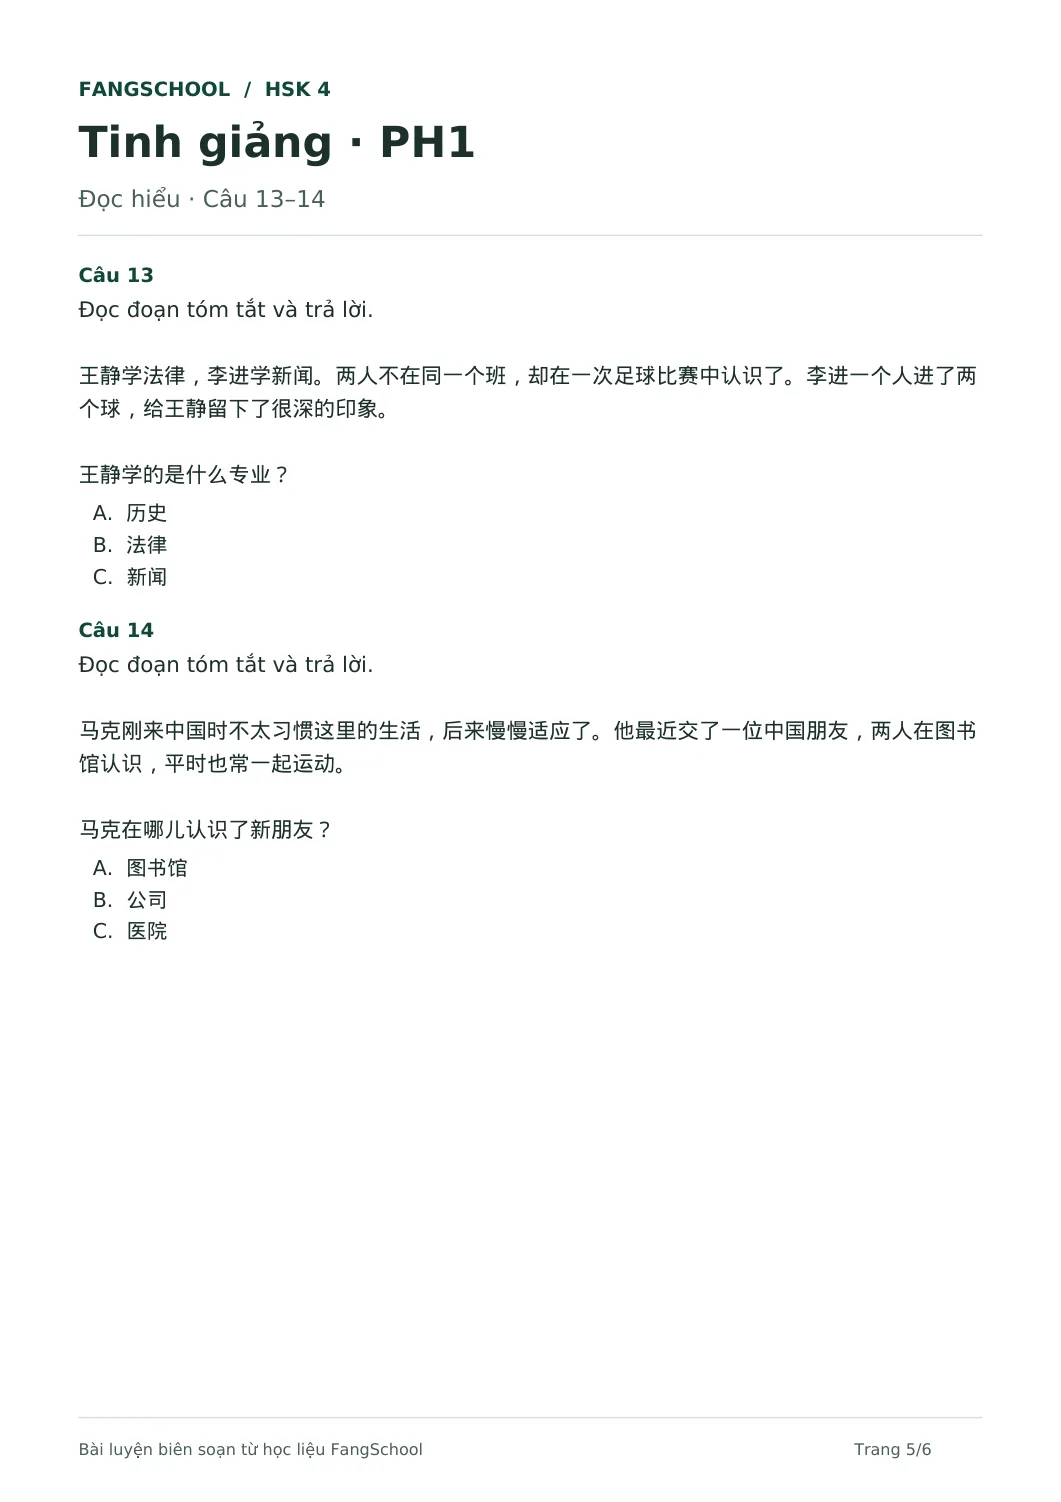 FANGSCHOOL / HSK 4
Tinh giảng · PH1
Đọc hiểu · Câu 13–14
Câu 13
Đọc đoạn tóm tắt và trả lời.
王静学法律，李进学新闻。两人不在同一个班，却在一次足球比赛中认识了。李进一个人进了两
个球，给王静留下了很深的印象。
王静学的是什么专业？
A. 历史
B. 法律
C. 新闻
Câu 14
Đọc đoạn tóm tắt và trả lời.
马克刚来中国时不太习惯这里的生活，后来慢慢适应了。他最近交了一位中国朋友，两人在图书
馆认识，平时也常一起运动。
马克在哪儿认识了新朋友？
A. 图书馆
B. 公司
C. 医院
Bài luyện biên soạn từ học liệu FangSchool
Trang 5/6